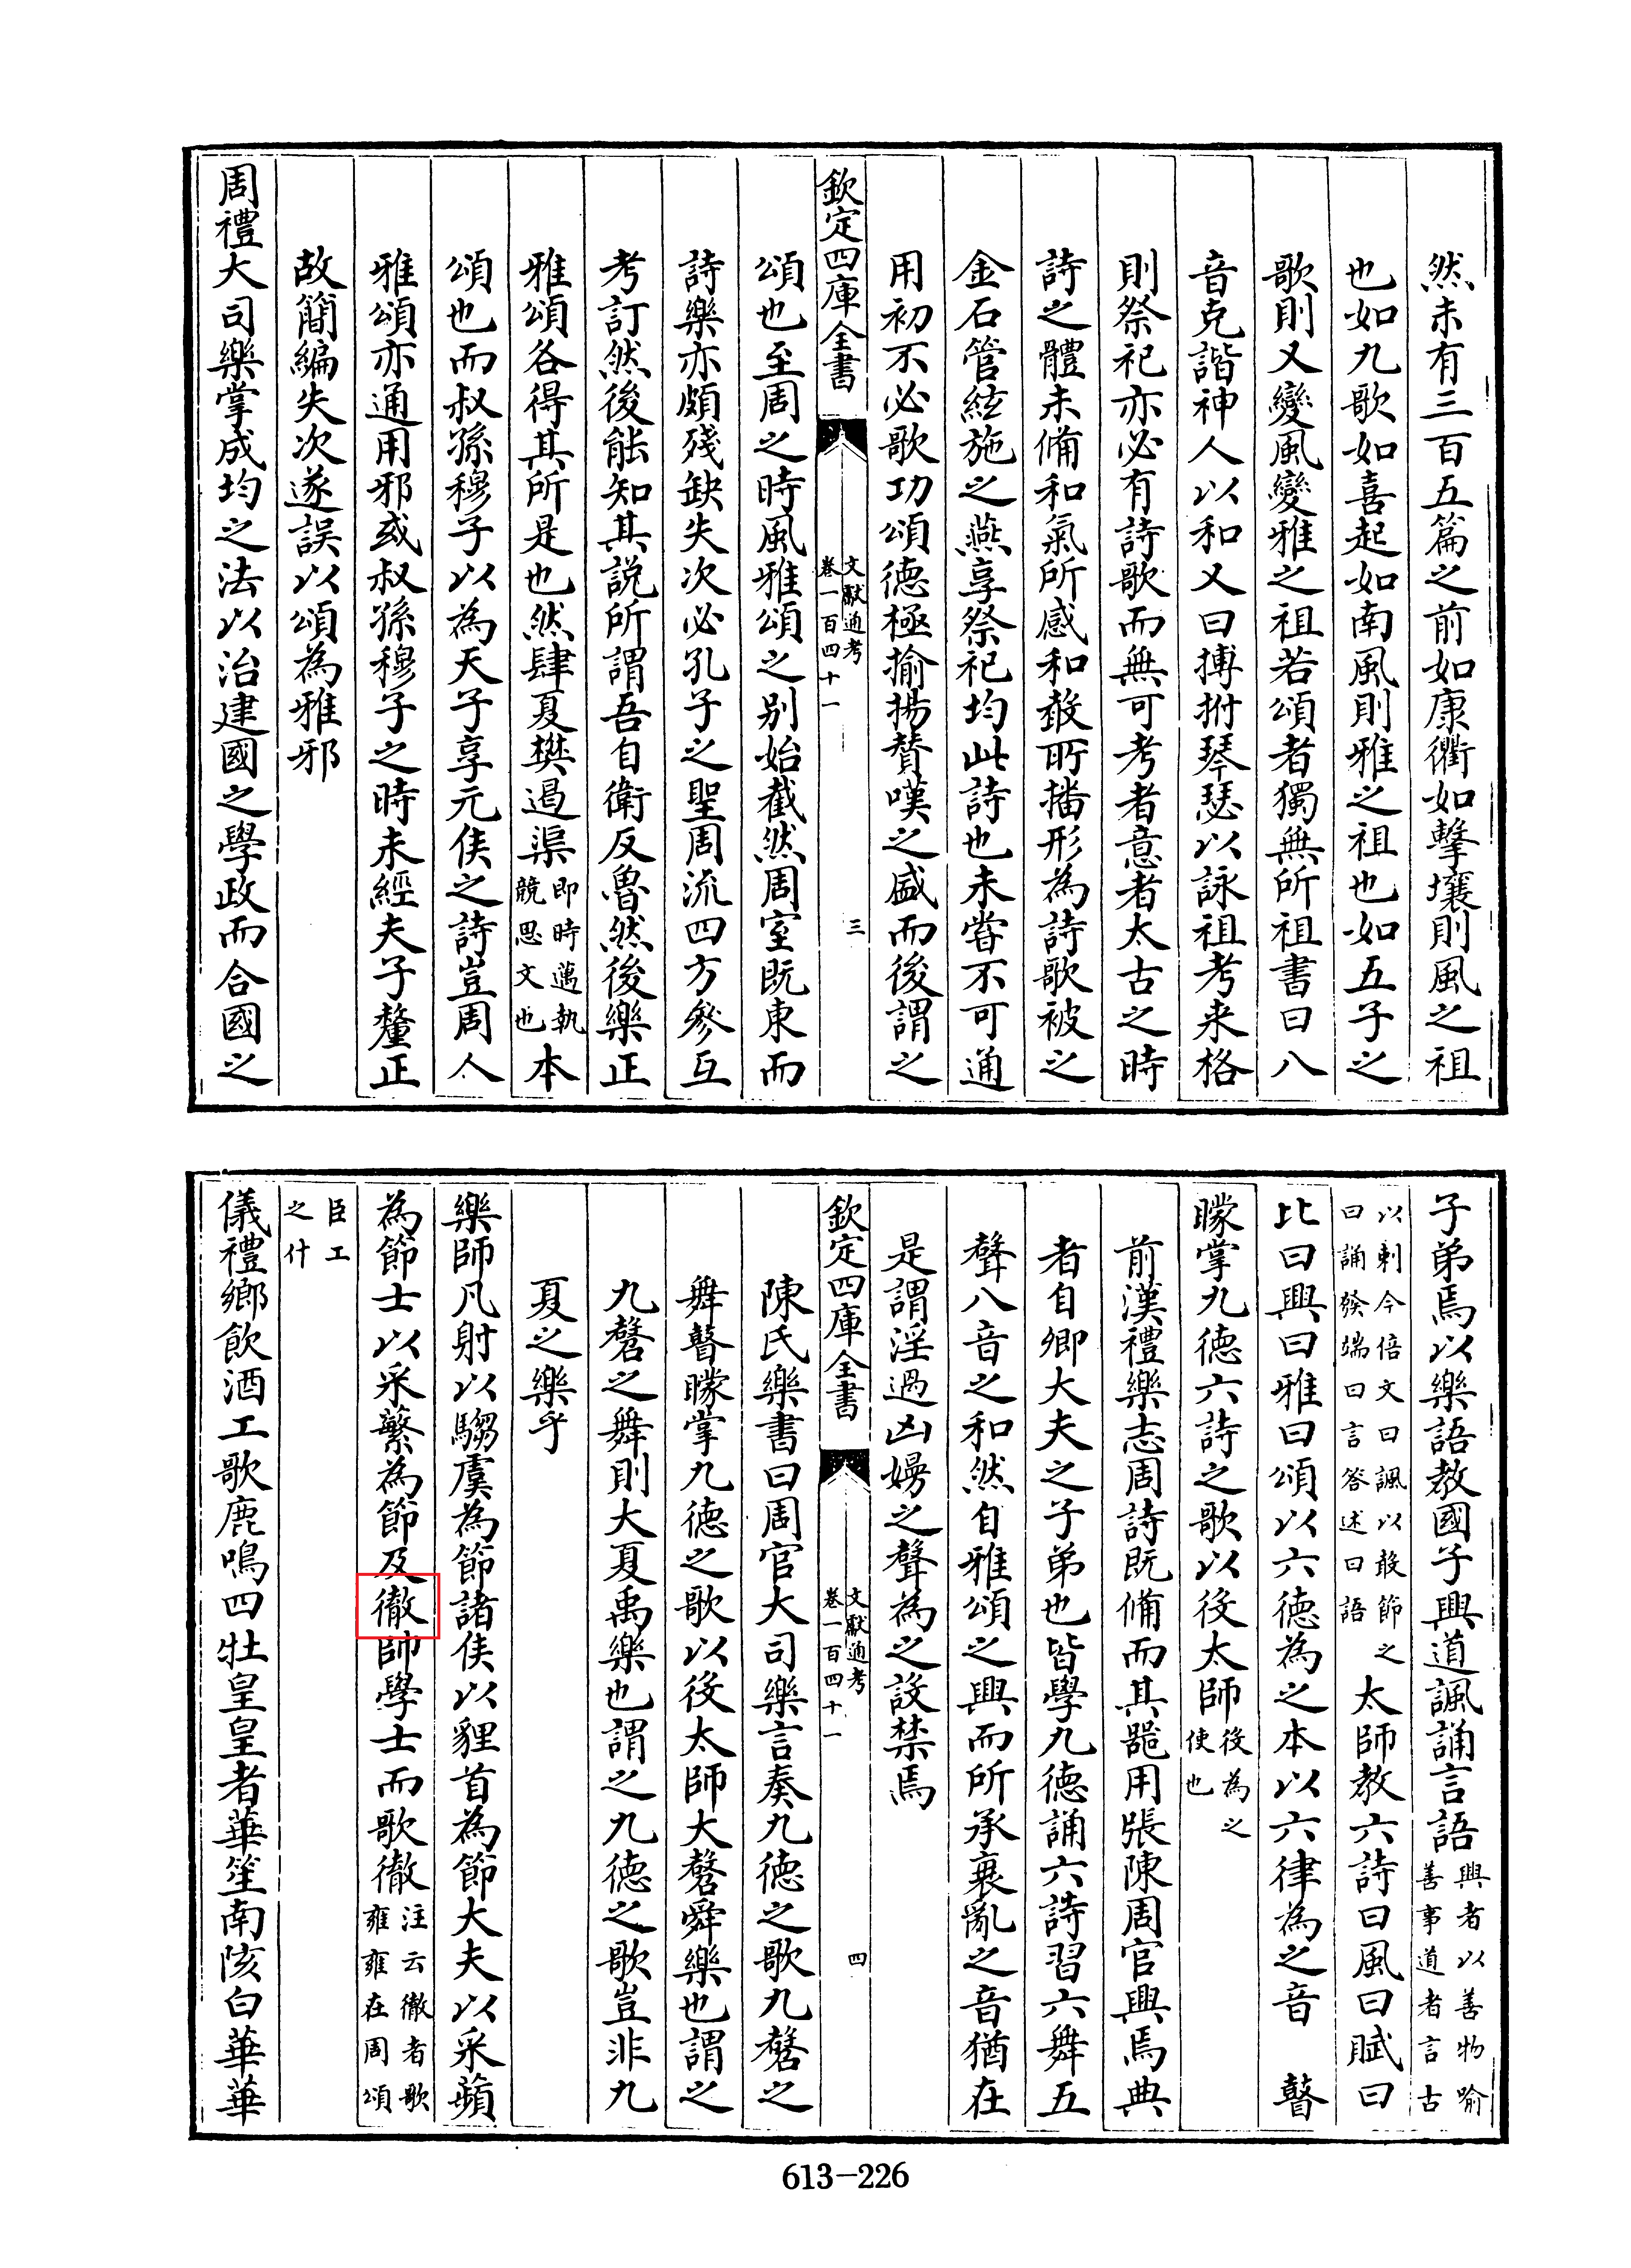 然未有三百五篇之前如康衢如擊壤則風之祖
也如九歌如喜起如南風則雅之祖也如五子之
歌則又變風變雅之祖若頌者獨無所祖書曰八
音克諧神人以和又曰搏拊琴瑟以詠祖考来格
則祭祀亦必有詩歌而無可考者意者太古之時
詩之體未備和氣所感和聲所播形為詩歌被之
金石管絃施之燕享祭祀均此詩也未嘗不可通
用初不必歌功頌德極揄揚賛嘆之盛而後謂之
欽定四庫全書
文獻通考
卷一百四十一
三
頌也至周之時風雅頌之别始截然周室既東而
詩樂亦頗殘缺失次必孔子之聖周流四方參互
考訂然後能知其説所謂吾自衛反魯然後樂正
雅頌各得其所是也然肆夏樊遏渠即時邁執競思文也本
頌也而叔孫穆子以為天子享元侯之詩豈周人
雅頌亦通用邪或叔孫穆子之時未經夫子釐正
故簡編失次遂誤以頌為雅邪
周禮大司樂掌成均之法以治建國之學政而合國之
子弟焉以樂語教國子興道諷誦言語興者以善物喻善事道者言古
以剴今倍文曰諷以敢節之曰誦發端曰言答述曰語太師教六詩曰風曰賦曰
比曰興曰雅曰頌以六德為之本以六律為之音　瞽
矇掌九德六詩之歌以役太師役為之使也
前漢禮樂志周詩既備而其器用張陳周官興焉典
者自卿大夫之子弟也皆學九德誦六詩習六舞五
聲八音之和然自雅頌之興而所承衰亂之音猶在
是謂淫過凶嫚之聲為之設禁焉
欽定四庫全書
文獻通考
卷一百四十一
四
陳氏樂書曰周官大司樂言奏九德之歌九磬之
舞瞽矇掌九德之歌以役太師大磬舜樂也謂之
九磬之舞則大夏禹樂也謂之九德之歌豈非九
夏之樂乎
樂師凡射以騶虞為節諸侯以貍首為節大夫以采蘋
為節士以采蘩為節及徹帥學士而歌徹注云徹者歌雍雍在周頌
臣工之什
儀禮鄉飲酒工歌鹿鳴四牡皇皇者華笙南陔白華華
613-226